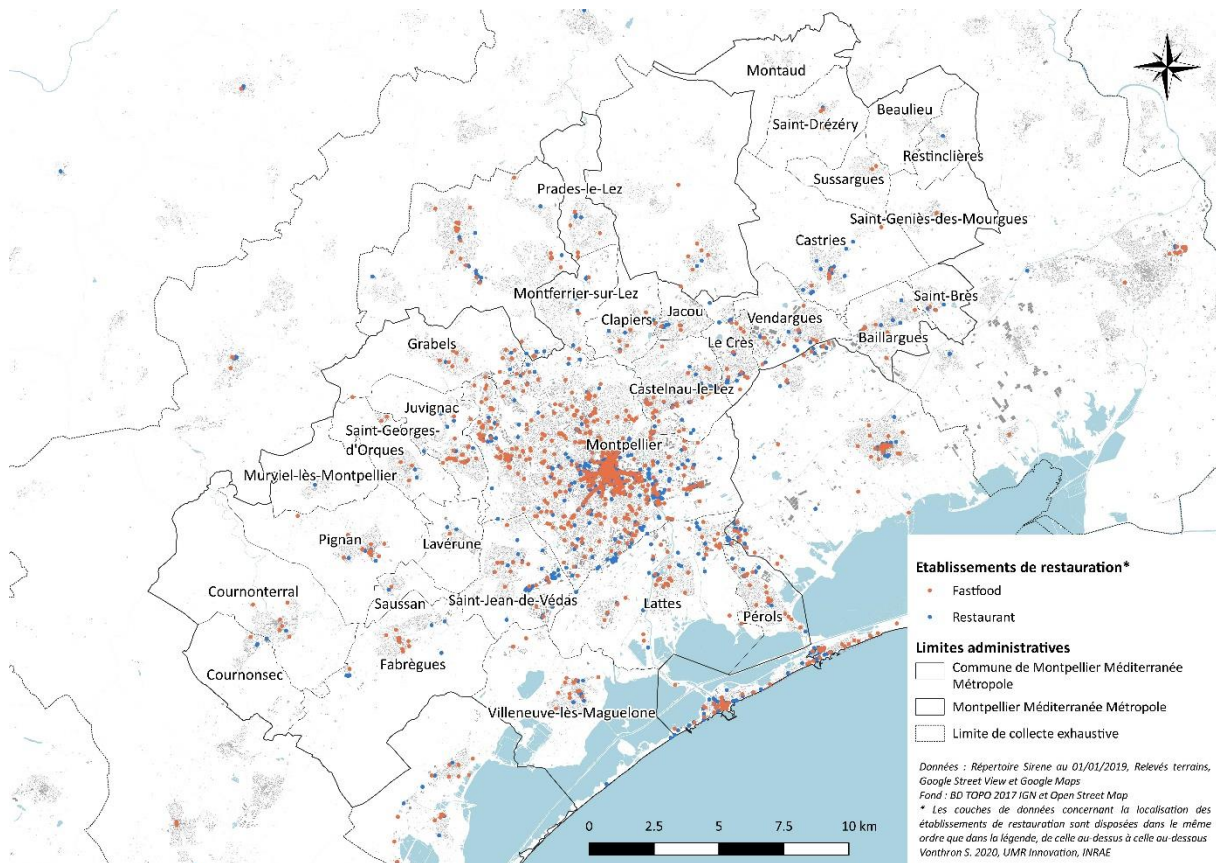 Montaud
Saint-Drézéry
Beaulieu
Restinclières
Sussargues
Prades-le-Lez
Saint-Geniès-des-Mourgues
Castries
Montferrier-sur-Lez
Saint-Brès
Clapiers
Jacou
Vendargues
Baillargues
Le Crès
Grabels
Castelnau-le-Lez
Juvignac
Saint-Georges-
d'Orques
Montpellier
Murviel-lès-Montpellier
Pignan
Lavérune
Cournonterral
Saussan
Saint-Jean-de-Védas
Lattes
Pérols
Fabrègues
Cournonsec
Villeneuve-lès-Maguelone
Etablissements de restauration*
Fastfood
Restaurant
Limites administratives
Commune de Montpellier Méditerranée
Métropole
Montpellier Méditerranée Métropole
Limite de collecte exhaustive
Données : Répertoire Sirene au 01/01/2019, Relevés terrains,
Google Street View et Google Maps
Fond : BD TOPO 2017 IGN et Open Street Map
* Les couches de données concernant la localisation des
établissements de restauration sont disposées dans le même
ordre que dans la légende, de celle au-dessus à celle au-dessous
Vonthron S. 2020, UMR Innovation, INRAE
0 2.5 5 7.5 10 km